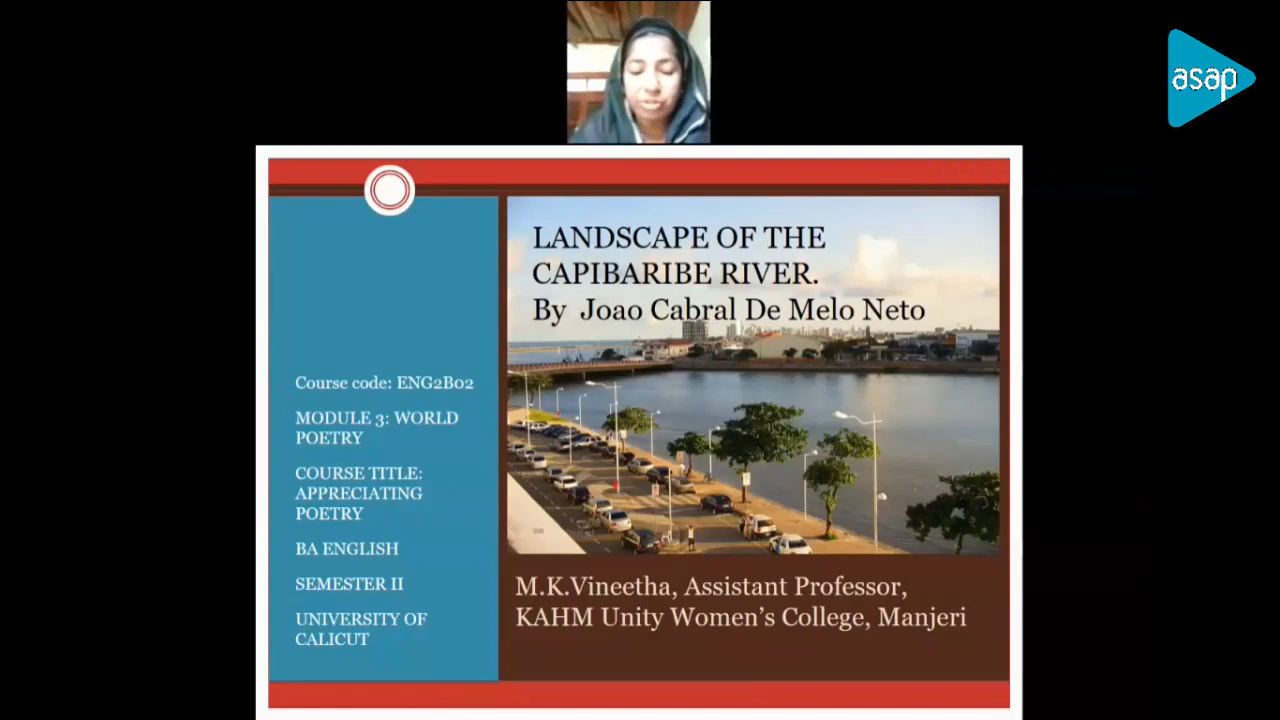 asap
LANDSCAPE OF THE
CAPIBARIBE RIVER.
By Joao Cabral De Melo Neto
Course code: ENG2B02
MODULE 3: WORLD
POETRY
COURSE TITLE:
APPRECIATING
POETRY
BA ENGLISH
SEMESTER II
UNIVERSITY OF
CALICUT
M.K.Vineetha, Assistant Professor,
KAHM Unity Women's College, Manjeri